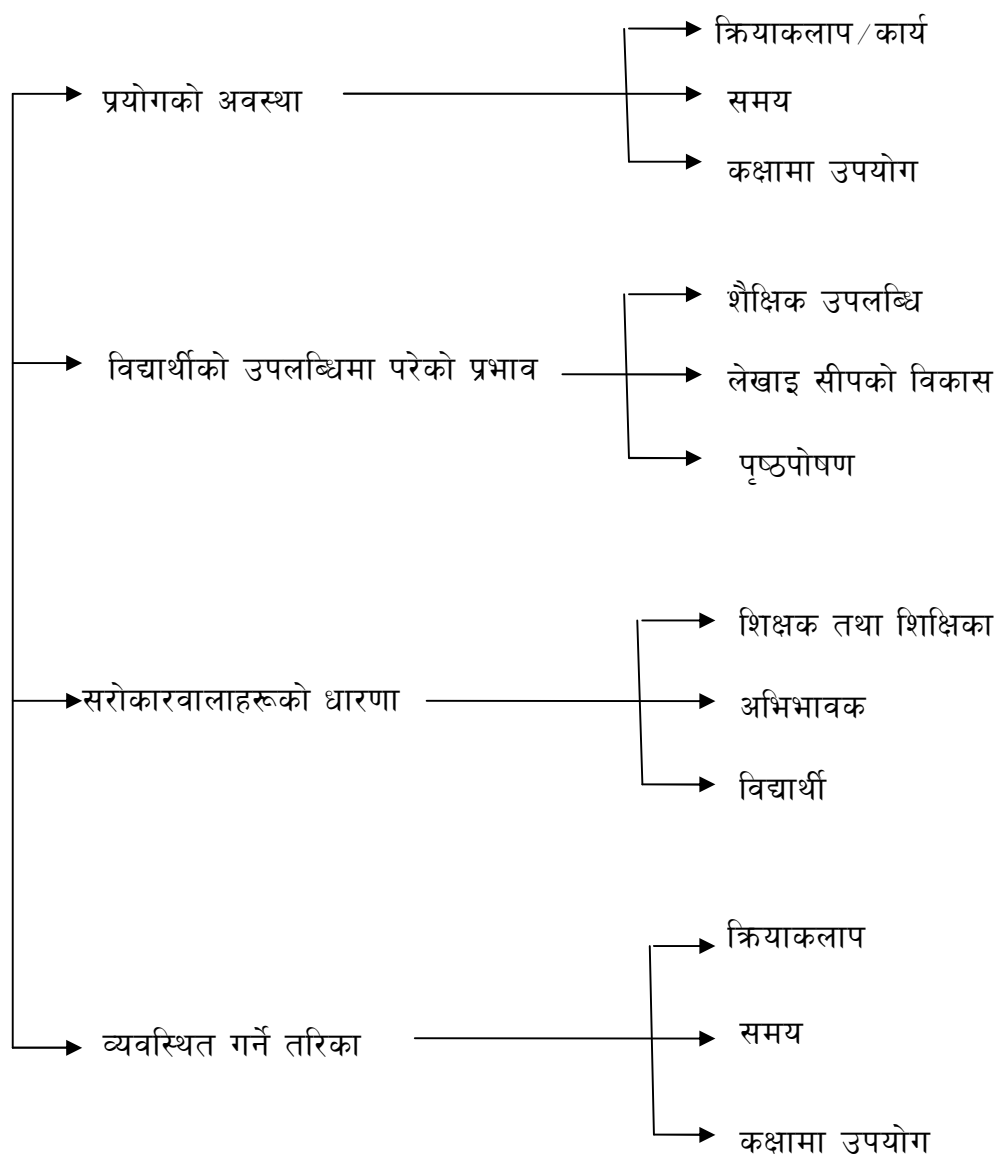 प्रयोगको अवस्था
क्रियाकलाप/कार्य
समय
कक्षामा उपयोग
विद्यार्थीको उपलब्धिमा परेको प्रभाव
शैक्षिक उपलब्धि
लेखाइ सीपको विकास
पृष्ठपोषण
सरोकारवालाहरूको धारणा
शिक्षक तथा शिक्षिका
अभिभावक
विद्यार्थी
व्यवस्थित गर्ने तरिका
क्रियाकलाप
समय
कक्षामा उपयोग